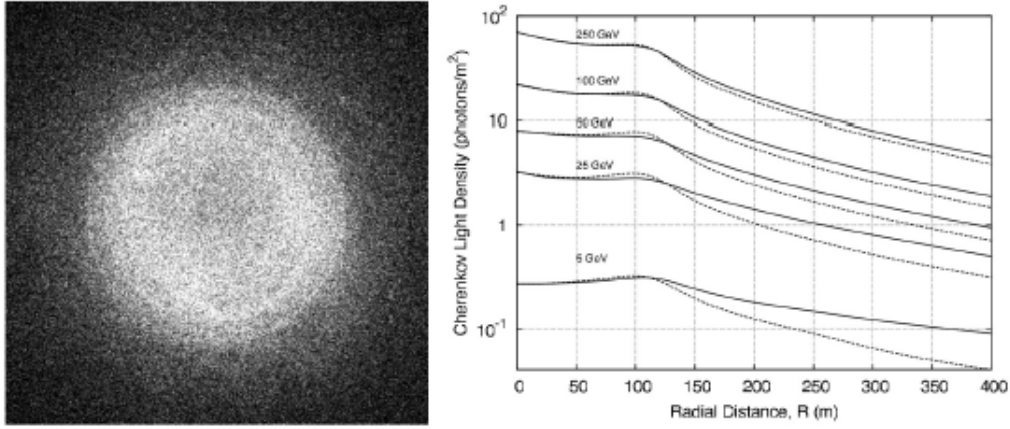 10²
10
1
10⁻¹
Cherenkov Light Density (photons/m²)
250 GeV
100 GeV
50 GeV
25 GeV
5 GeV
0 50 100 150 200 250 300 350 400
Radial Distance, R (m)